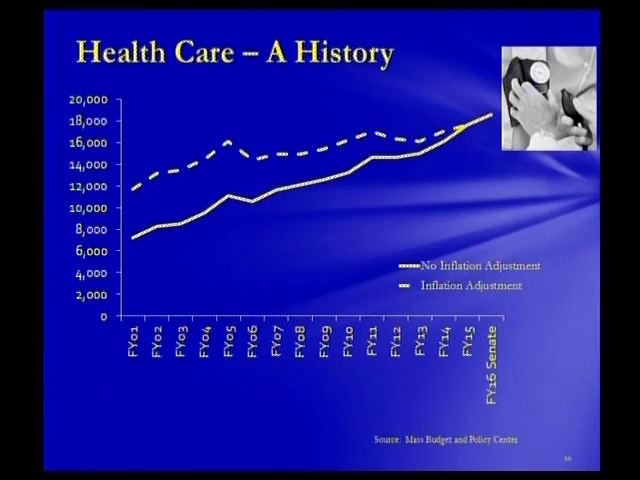 Health Care – A History
20,000
18,000
16,000
14,000
12,000
10,000
8,000
6,000
4,000
2,000
0
No Inflation Adjustment
Inflation Adjustment
FY01
FY02
FY03
FY04
FY05
FY06
FY07
FY08
FY09
FY10
FY11
FY12
FY13
FY14
FY15
FY16 Senate
Source: Mass Budget and Policy Center